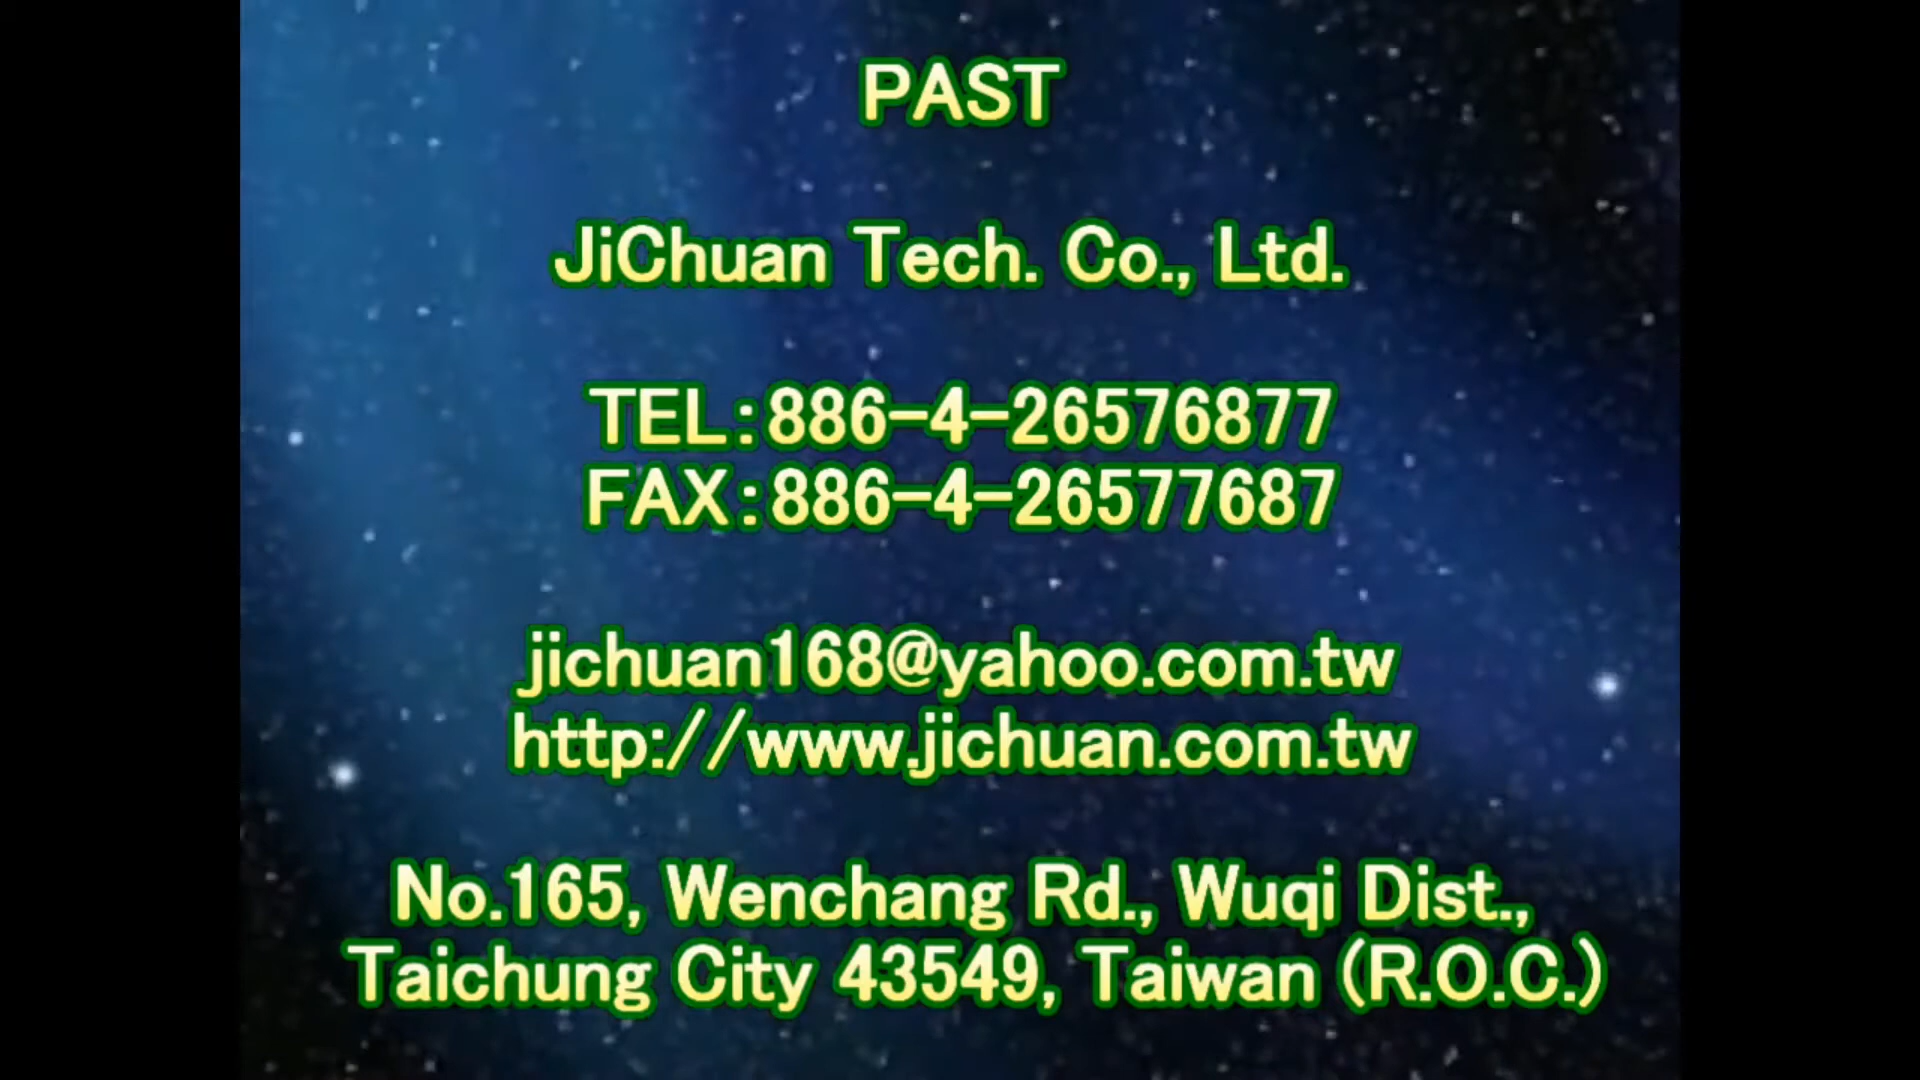 PAST
JiChuan Tech. Co., Ltd.
TEL:886-4-26576877
FAX:886-4-26577687
jichuan168@yahoo.com.tw
http://www.jichuan.com.tw
No.165, Wenchang Rd., Wuqi Dist.,
Taichung City 43549, Taiwan (R.O.C.)